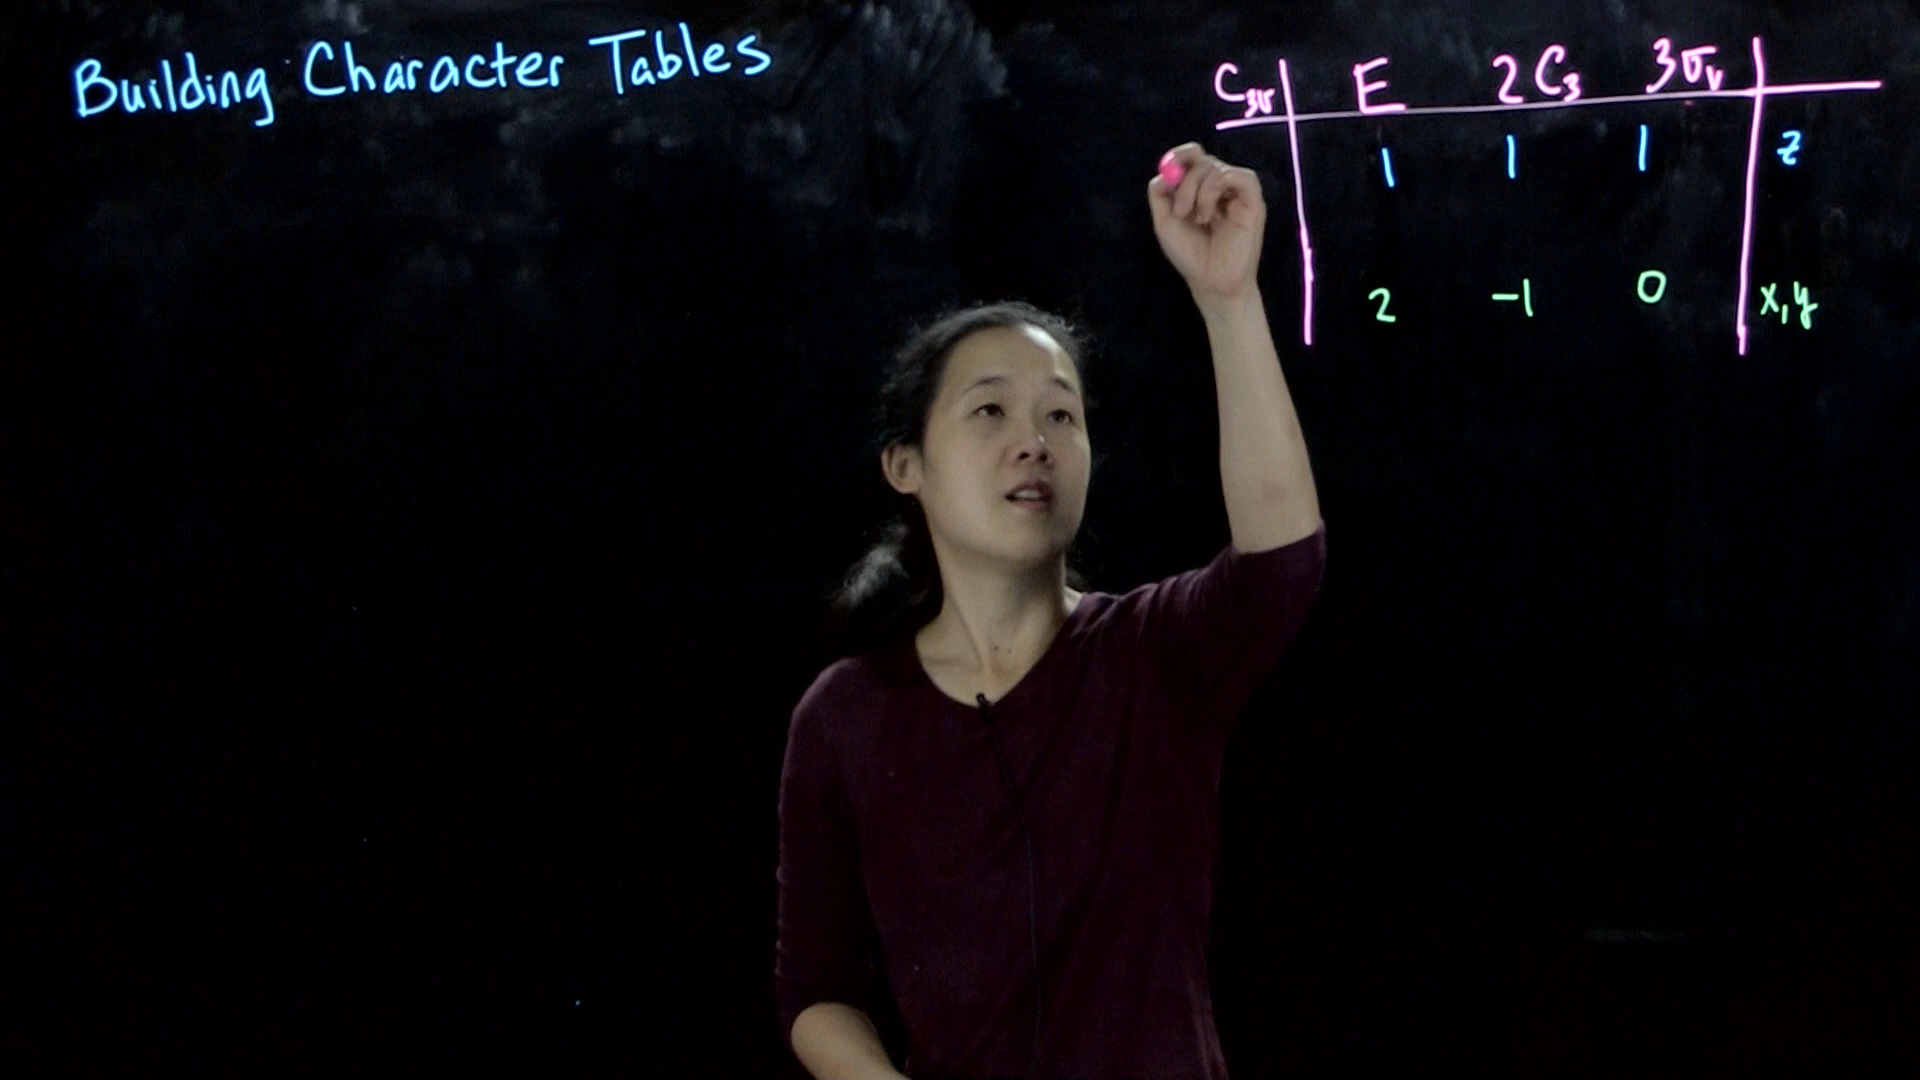 Building Character Tables
C₃ᵥ E 2C₃ 3σᵥ
1 1 1 z
2 -1 0 x,y